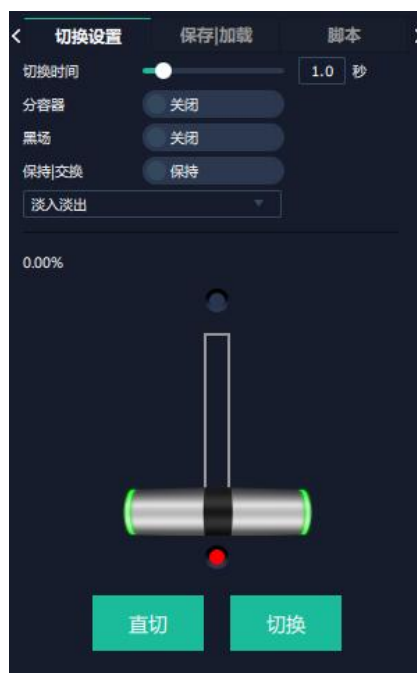 切换设置 保存|加载 脚本
切换时间 1.0 秒
分容器 关闭
黑场 关闭
保持|交换 保持
淡入淡出
0.00%
直切 切换